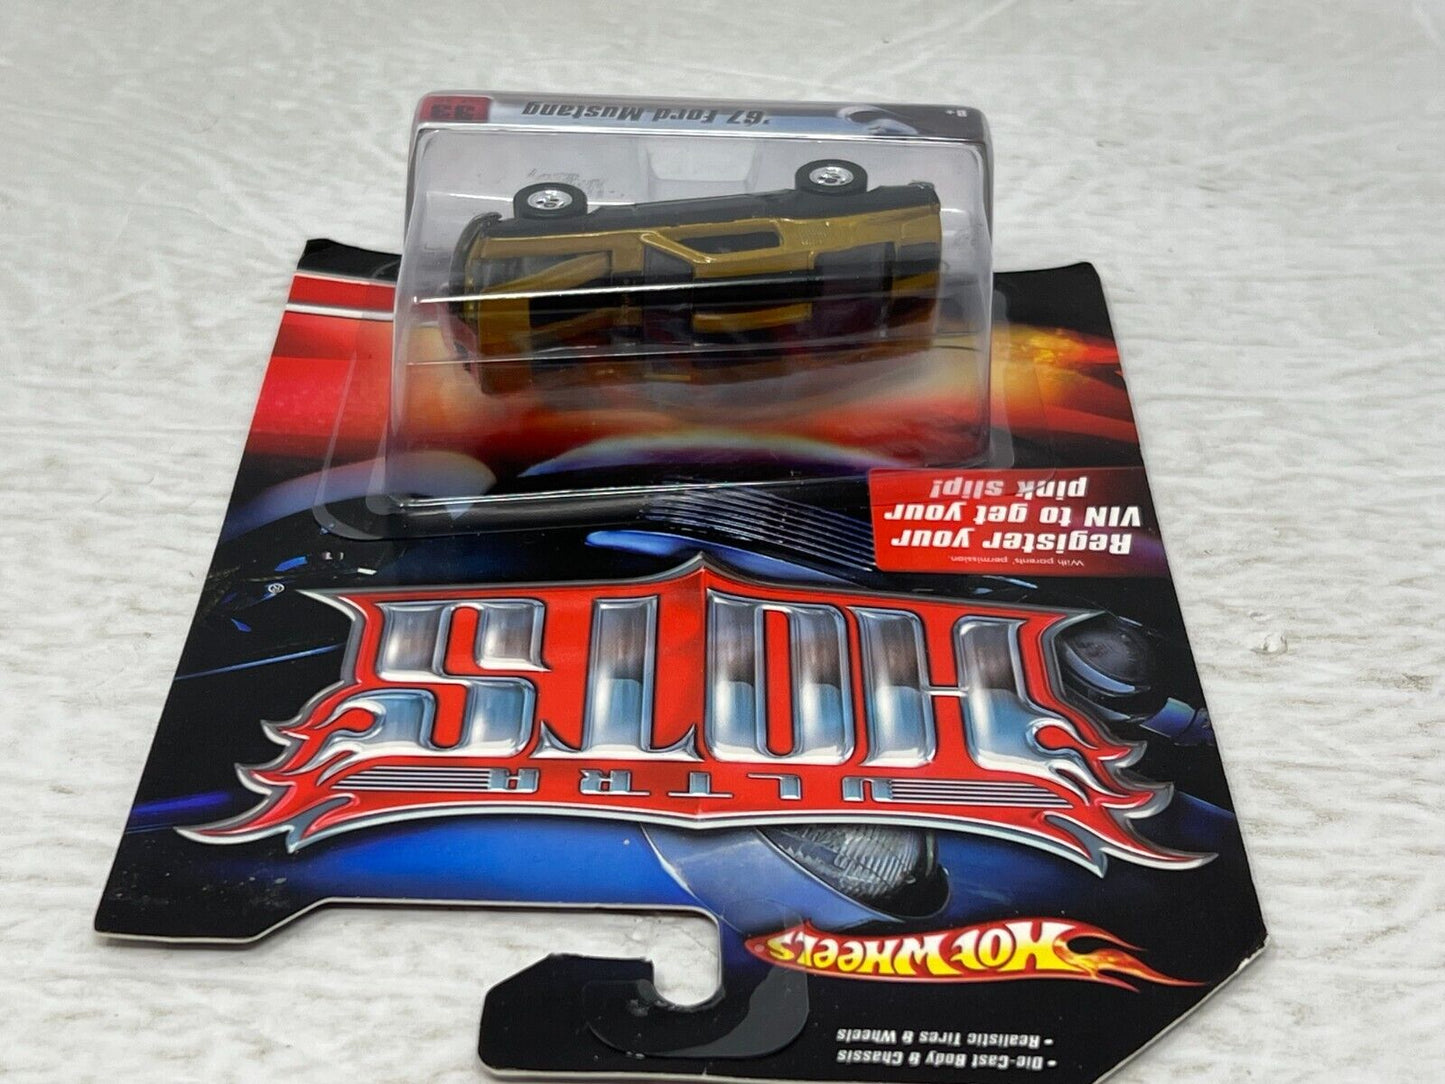 • Die-Cast Body & Chassis
• Realistic Tires & Wheels
HOT WHEELS
ULTRA
HOTS
®
With parents' permission.
Register your
VIN to get your
pink slip!
'67 Ford Mustang
33
8+